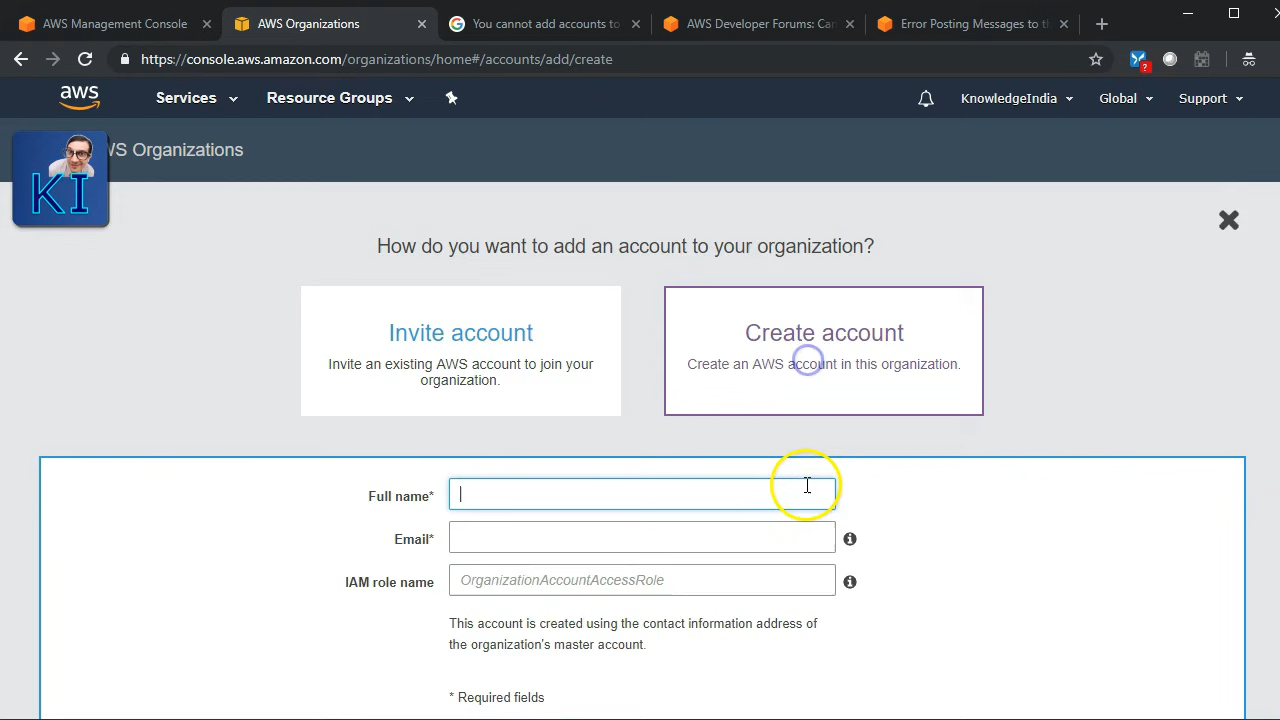 AWS Management Console
AWS Organizations
You cannot add accounts to
AWS Developer Forums: Can
Error Posting Messages to th
https://console.aws.amazon.com/organizations/home#/accounts/add/create
?
aws
Services
Resource Groups
KnowledgeIndia
Global
Support
WS Organizations
KI
How do you want to add an account to your organization?
Invite account
Invite an existing AWS account to join your
organization.
Create account
Create an AWS account in this organization.
Full name*
Email*
IAM role name
OrganizationAccountAccessRole
This account is created using the contact information address of
the organization's master account.
* Required fields